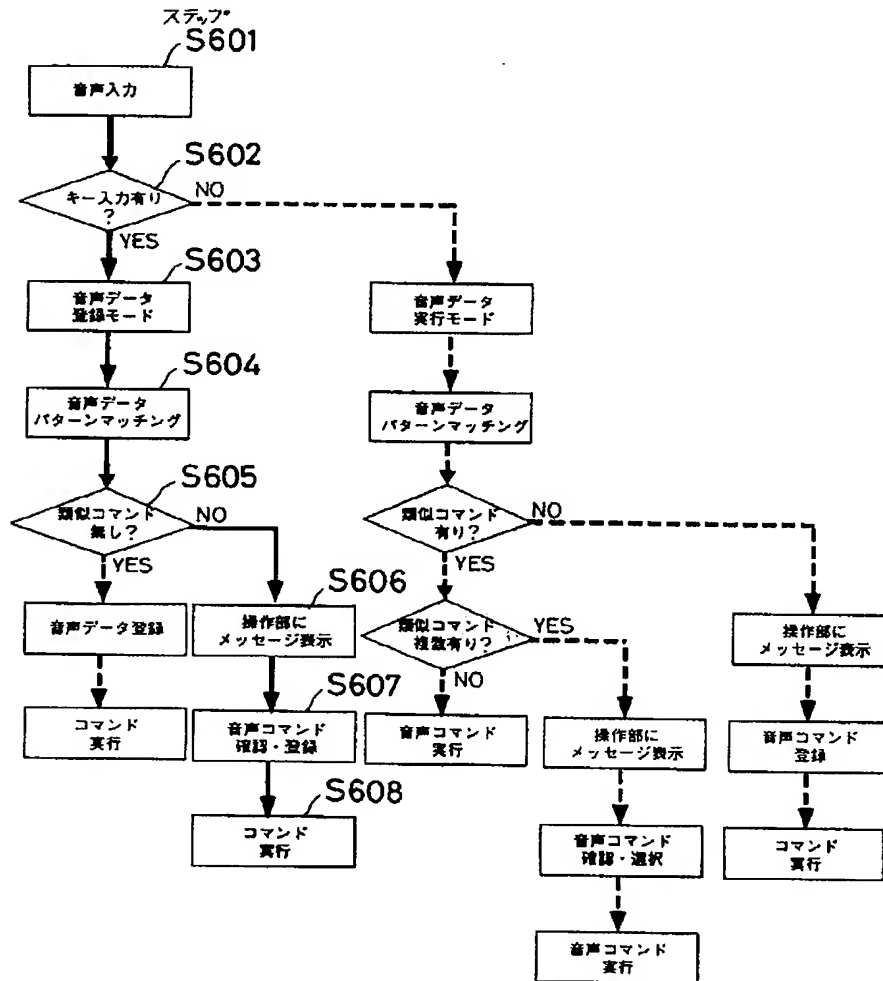 ステップ
S601
音声入力
S602
キー入力有り
?
NO
YES
S603
音声データ
登録モード
音声データ
実行モード
S604
音声データ
パターンマッチング
音声データ
パターンマッチング
S605
類似コマンド
無し?
NO
YES
類似コマンド
有り?
NO
YES
音声データ登録
S606
操作部に
メッセージ表示
類似コマンド
複数有り?
YES
NO
操作部に
メッセージ表示
コマンド
実行
S607
音声コマンド
確認・登録
音声コマンド
実行
操作部に
メッセージ表示
音声コマンド
登録
S608
コマンド
実行
音声コマンド
確認・選択
コマンド
実行
音声コマンド
実行